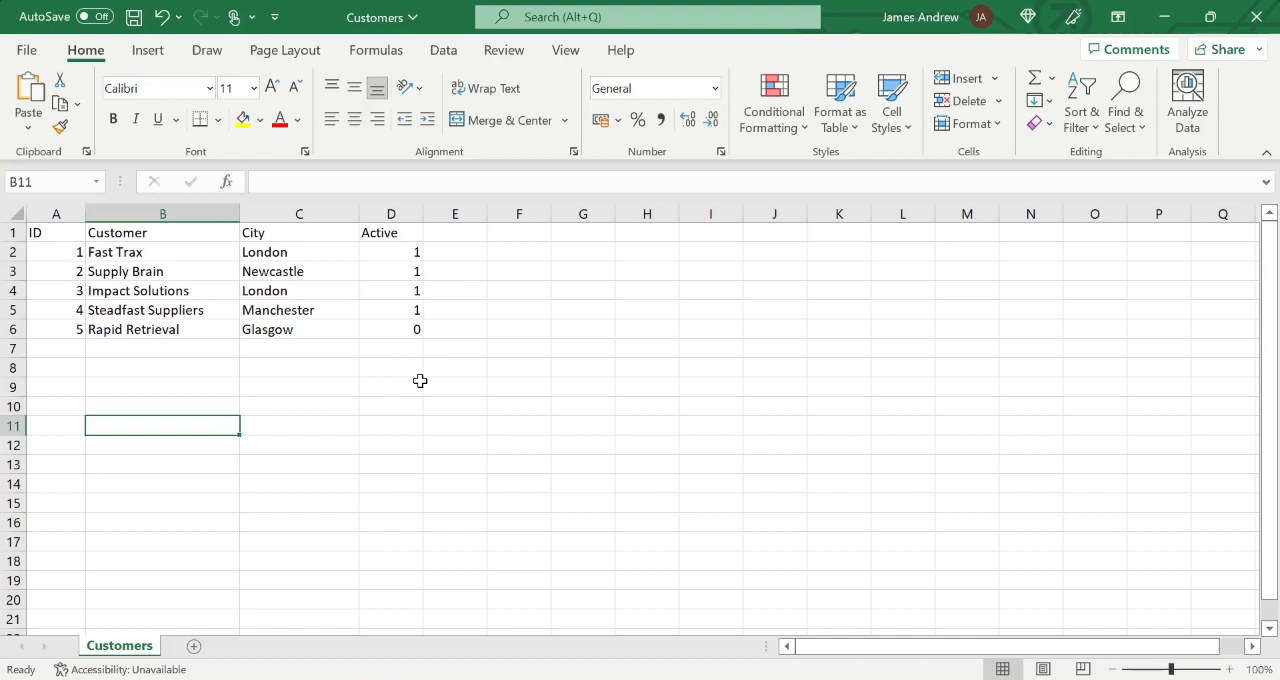 AutoSave Off Customers Search (Alt+Q) James Andrew JA
File Home Insert Draw Page Layout Formulas Data Review View Help Comments Share
Paste
Calibri 11
B I U A
Wrap Text
Merge & Center
General
% ,
Conditional Formatting
Format as Table
Cell Styles
Insert
Delete
Format
Sort & Filter
Find & Select
Analyze Data
Clipboard Font Alignment Number Styles Cells Editing Analysis
B11 fx
A B C D E F G H I J K L M N O P Q
1 ID Customer City Active
2 1 Fast Trax London 1
3 2 Supply Brain Newcastle 1
4 3 Impact Solutions London 1
5 4 Steadfast Suppliers Manchester 1
6 5 Rapid Retrieval Glasgow 0
7
8
9
10
11
12
13
14
15
16
17
18
19
20
21
Customers
Ready Accessibility: Unavailable 100%